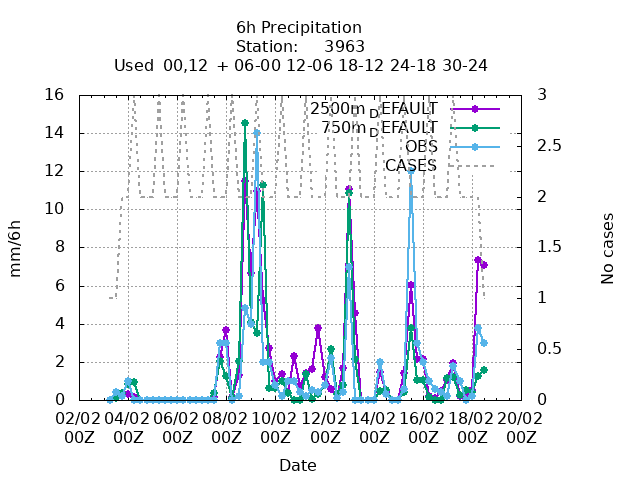 6h Precipitation
Station: 3963
Used 00,12 + 06-00 12-06 18-12 24-18 30-24
16 3
2500m DEFAULT
14 750m DEFAULT 2.5
OBS
12 CASES
10 2
8 1.5
6
4 1
2 0.5
0 0
mm/6h
No cases
02/02 04/02 06/02 08/02 10/02 12/02 14/02 16/02 18/02 20/02
00Z 00Z 00Z 00Z 00Z 00Z 00Z 00Z 00Z 00Z
Date